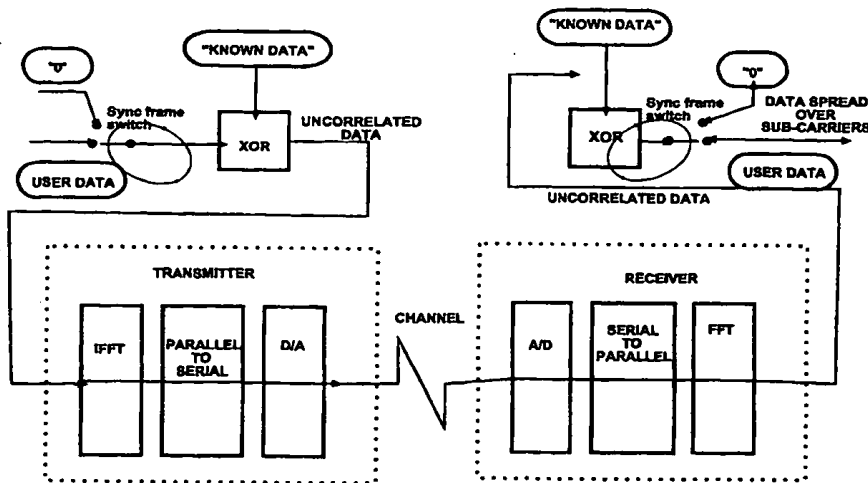 "KNOWN DATA"
"0"
Sync frame
switch
XOR
UNCORRELATED
DATA
USER DATA
"KNOWN DATA"
"0"
Sync frame
switch
DATA SPREAD
OVER
SUB-CARRIERS
XOR
USER DATA
UNCORRELATED DATA
TRANSMITTER
IFFT
PARALLEL
TO
SERIAL
D/A
CHANNEL
RECEIVER
A/D
SERIAL
TO
PARALLEL
FFT